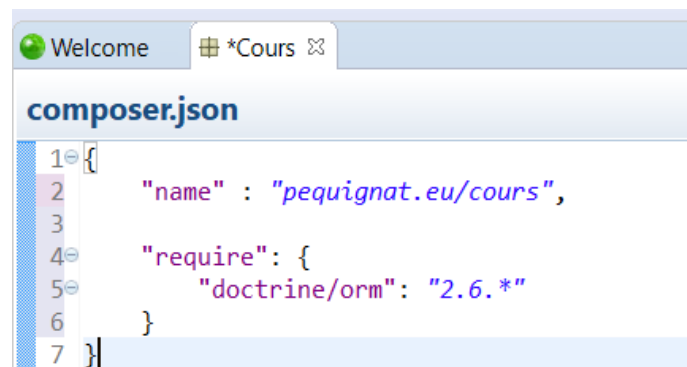 Welcome *Cours
composer.json
1 {
2 "name" : "pequignat.eu/cours",
3
4 "require": {
5 "doctrine/orm": "2.6.*"
6 }
7 }